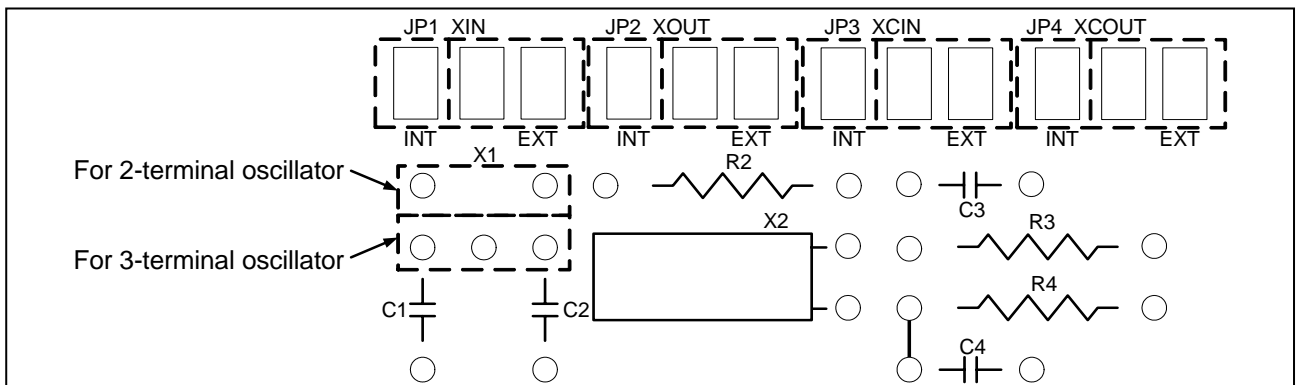 JP1 XIN JP2 XOUT JP3 XCIN JP4 XCOUT
INT EXT INT EXT INT EXT INT EXT
X1
For 2-terminal oscillator
R2
C3
X2
R3
For 3-terminal oscillator
R4
C1
C2
C4